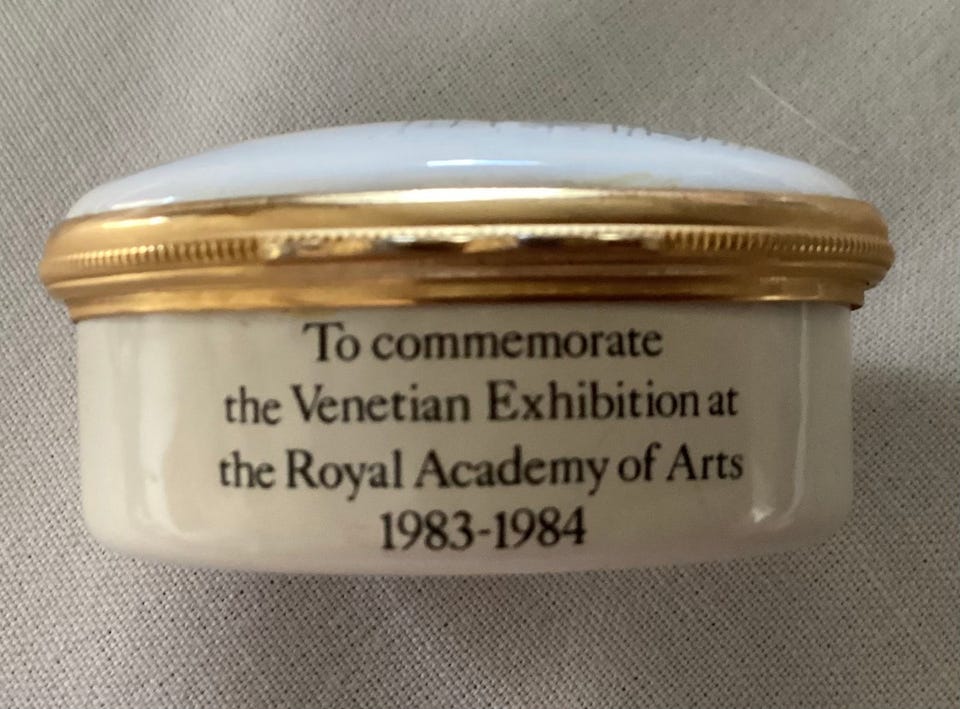 To commemorate
the Venetian Exhibition at
the Royal Academy of Arts
1983-1984